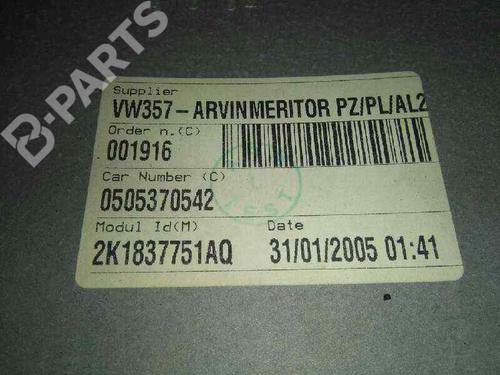 B-PARTS
Supplier
VW357-ARVINMERITOR PZ/PL/AL2
Order n.(C)
001916
Car Number (C)
0505370542
TEST
Modul Id(M) Date
2K1837751AQ 31/01/2005 01:41